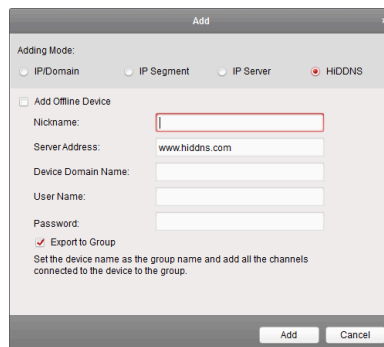 Add
Adding Mode:
IP/Domain IP Segment IP Server HiDDNS
Add Offline Device
Nickname:
Server Address: www.hiddns.com
Device Domain Name:
User Name:
Password:
Export to Group
Set the device name as the group name and add all the channels
connected to the device to the group.
Add Cancel